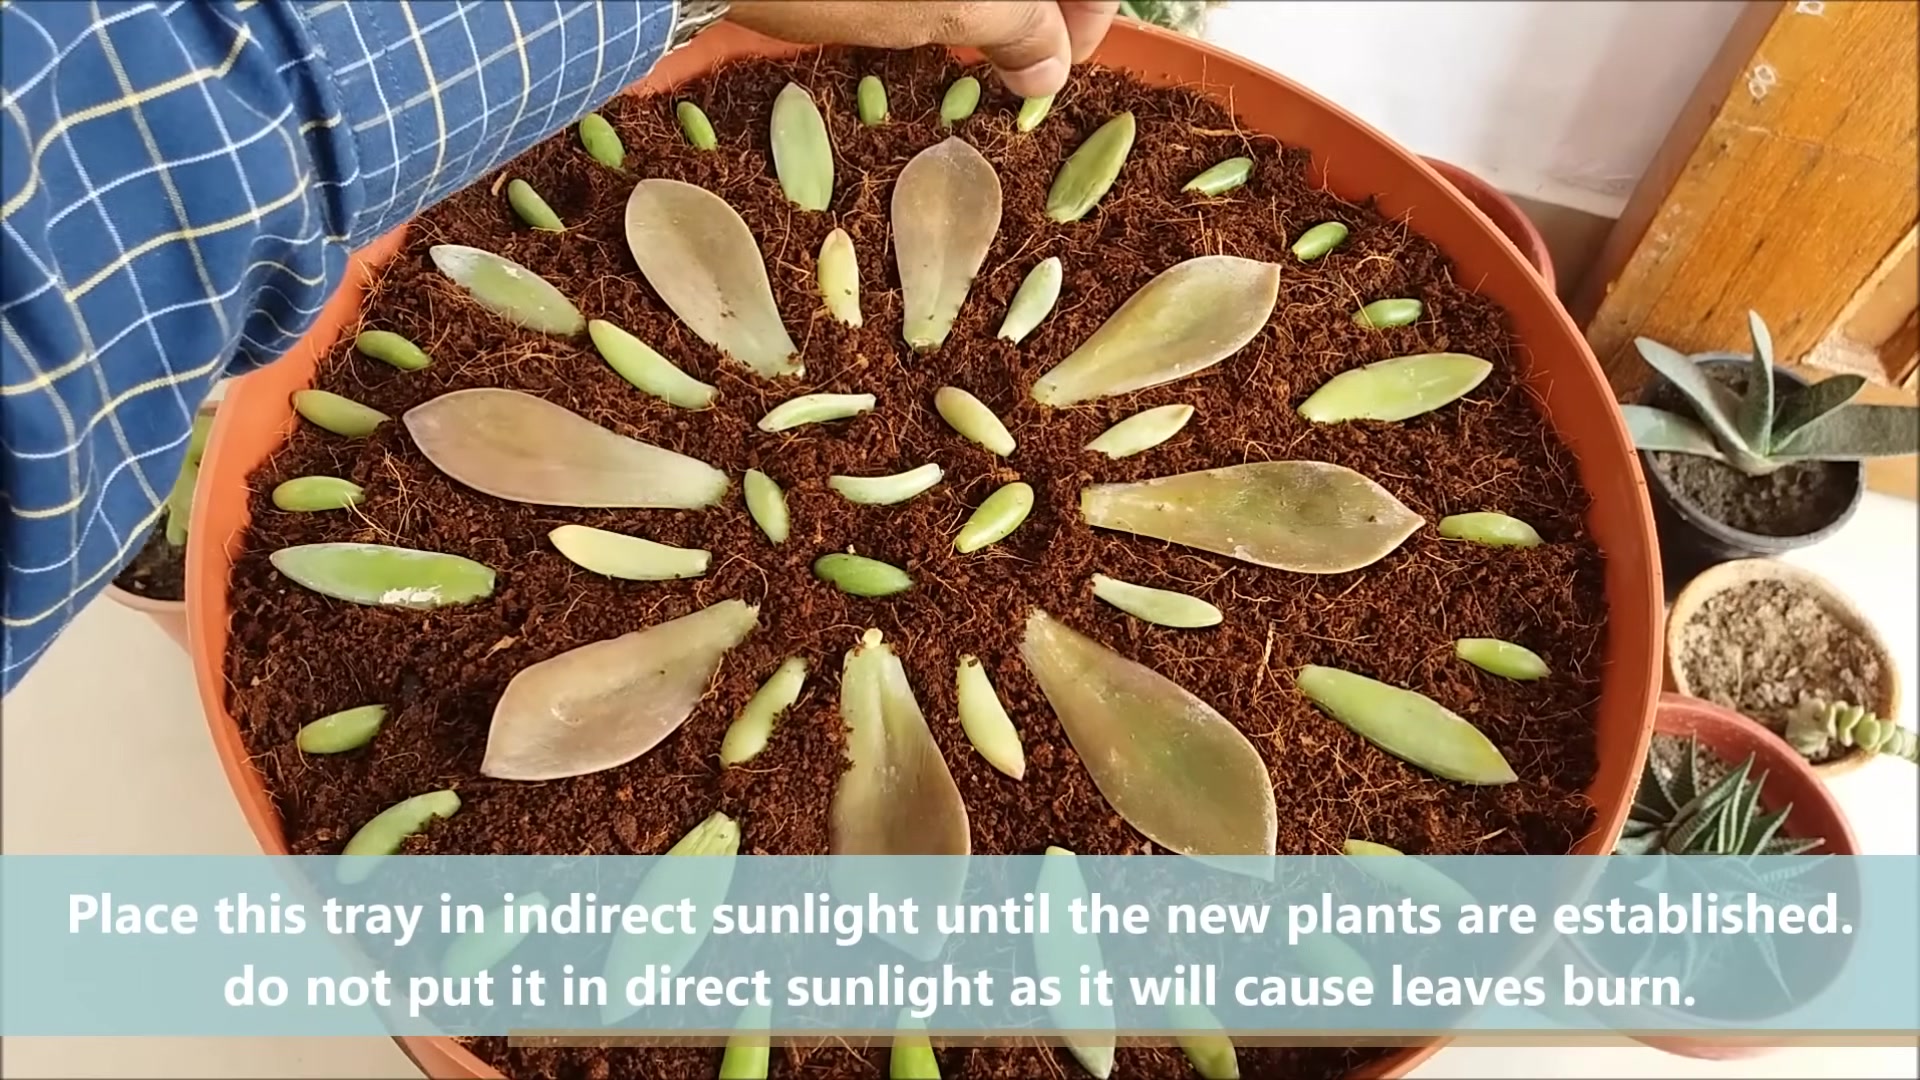 Place this tray in indirect sunlight until the new plants are established.
do not put it in direct sunlight as it will cause leaves burn.